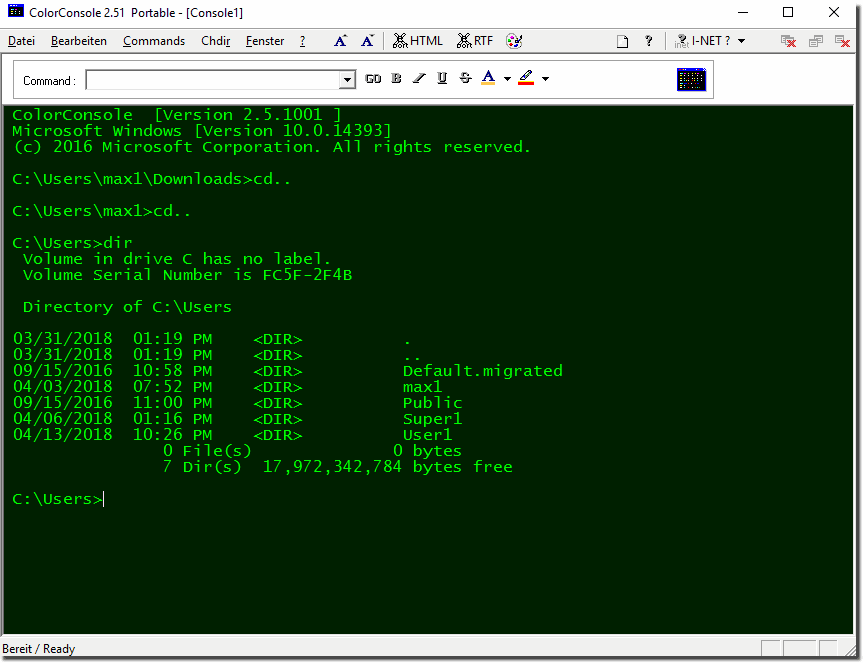 ColorConsole 2.51 Portable - [Console1]
Datei Bearbeiten Commands Chdir Fenster ? A A HTML RTF ? I-NET ?
Command : GO B I U S A
ColorConsole  [Version 2.5.1001 ]
Microsoft Windows [Version 10.0.14393]
(c) 2016 Microsoft Corporation. All rights reserved.
C:\Users\max1\Downloads>cd..
C:\Users\max1>cd..
C:\Users>dir
Volume in drive C has no label.
Volume Serial Number is FC5F-2F4B
Directory of C:\Users
03/31/2018  01:19 PM    <DIR>          .
03/31/2018  01:19 PM    <DIR>          ..
09/15/2016  10:58 PM    <DIR>          Default.migrated
04/03/2018  07:52 PM    <DIR>          max1
09/15/2016  11:00 PM    <DIR>          Public
04/06/2018  01:16 PM    <DIR>          Super1
04/13/2018  10:26 PM    <DIR>          User1
0 File(s)              0 bytes
7 Dir(s)  17,972,342,784 bytes free
C:\Users>
Bereit / Ready